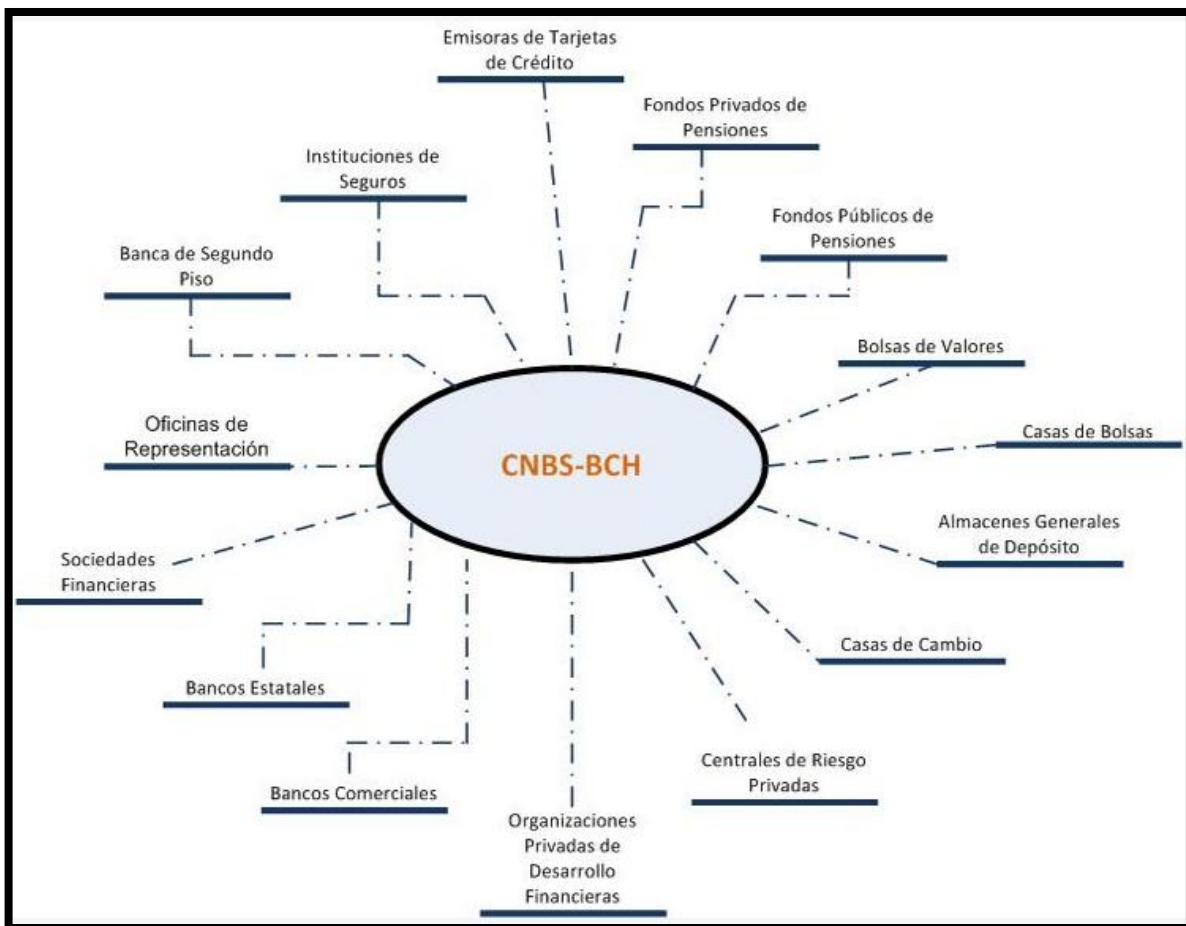 Emisoras de Tarjetas
de Crédito
Fondos Privados de
Pensiones
Instituciones de
Seguros
Fondos Públicos de
Pensiones
Banca de Segundo
Piso
Bolsas de Valores
Oficinas de
Representación
CNBS-BCH
Casas de Bolsas
Almacenes Generales
de Depósito
Sociedades
Financieras
Casas de Cambio
Bancos Estatales
Centrales de Riesgo
Privadas
Bancos Comerciales
Organizaciones
Privadas de
Desarrollo
Financieras